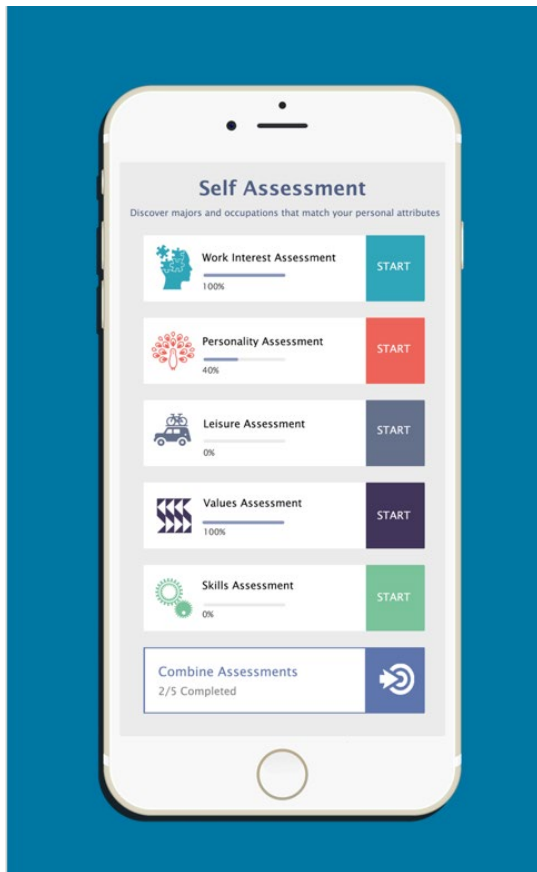 Self Assessment
Discover majors and occupations that match your personal attributes
Work Interest Assessment
START
100%
Personality Assessment
START
40%
Leisure Assessment
START
0%
Values Assessment
START
100%
Skills Assessment
START
0%
Combine Assessments
2/5 Completed